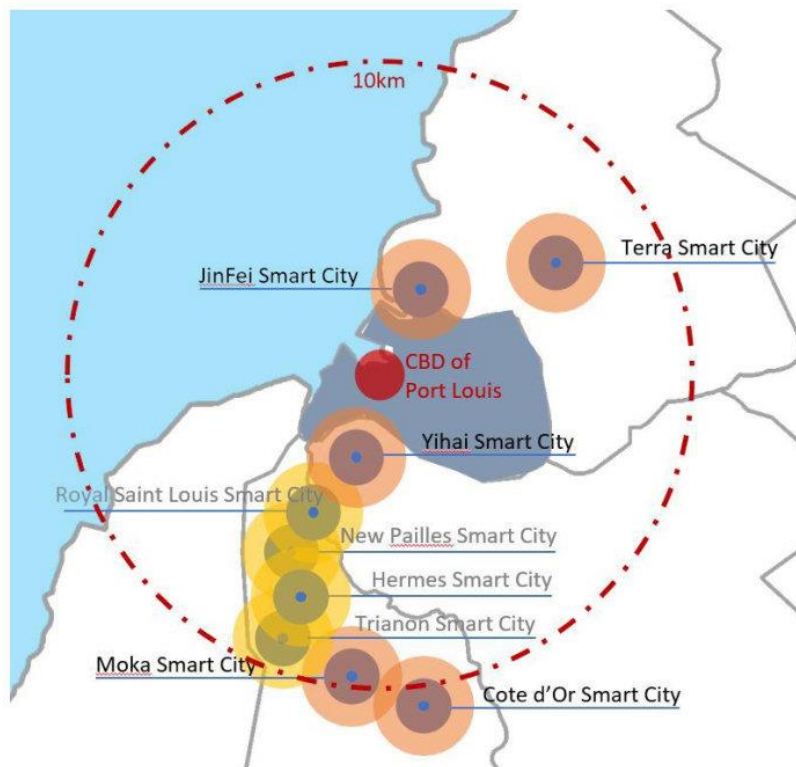 10km
Terra Smart City
JinFei Smart City
CBD of
Port Louis
Yihai Smart City
Royal Saint Louis Smart City
New Pailles Smart City
Hermes Smart City
Trianon Smart City
Moka Smart City
Cote d’Or Smart City